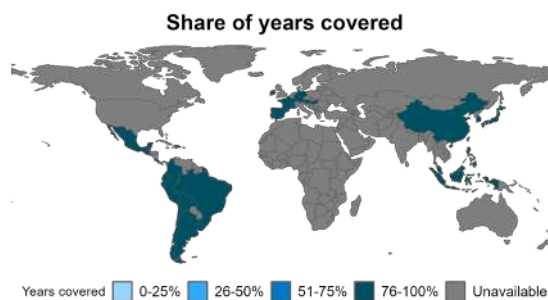 Share of years covered
Years covered 0-25% 26-50% 51-75% 76-100% Unavailable